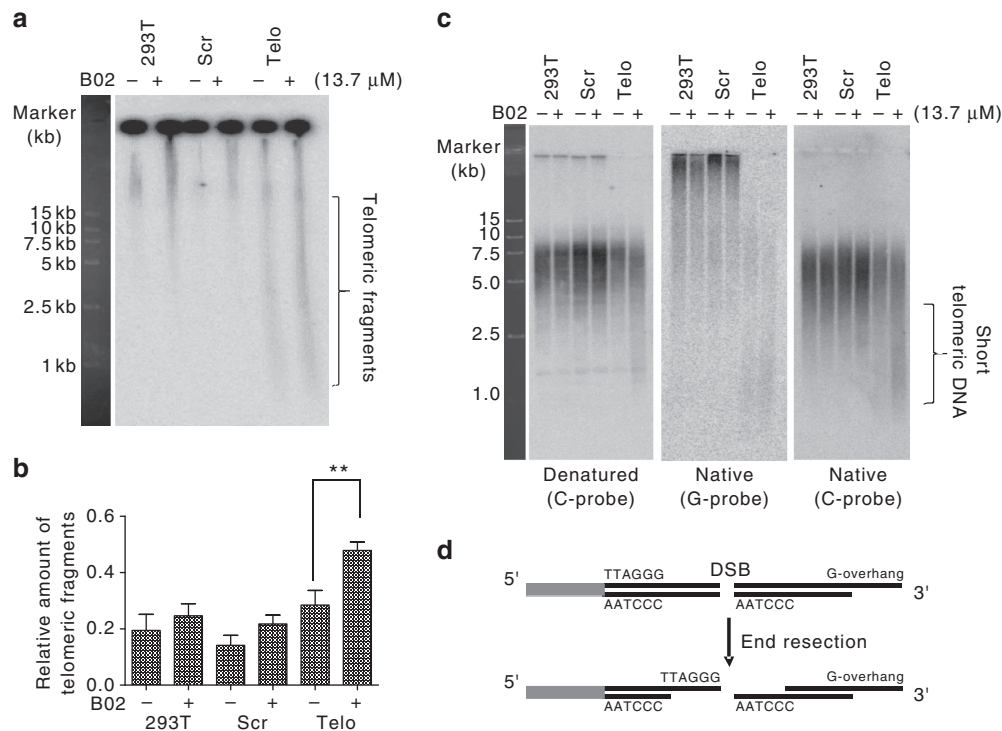 a
293T Scr Telo
B02 – + – + – + (13.7 μM)
Marker
(kb)
15 kb
10 kb
7.5 kb
5 kb
2.5 kb
1 kb
Telomeric fragments
b
**
Relative amount of
telomeric fragments
0.6
0.4
0.2
0.0
B02 – + – + – +
293T Scr Telo
c
293T Scr Telo 293T Scr Telo 293T Scr Telo
B02 – + – + – + – + – + – + – + – + – + (13.7 μM)
Marker
(kb)
15
10
7.5
5.0
2.5
1.0
Short
telomeric DNA
Denatured
(C-probe)
Native
(G-probe)
Native
(C-probe)
d
5' TTAGGG DSB G-overhang 3'
AATCCC AATCCC
End resection
5' TTAGGG G-overhang 3'
AATCCC AATCCC